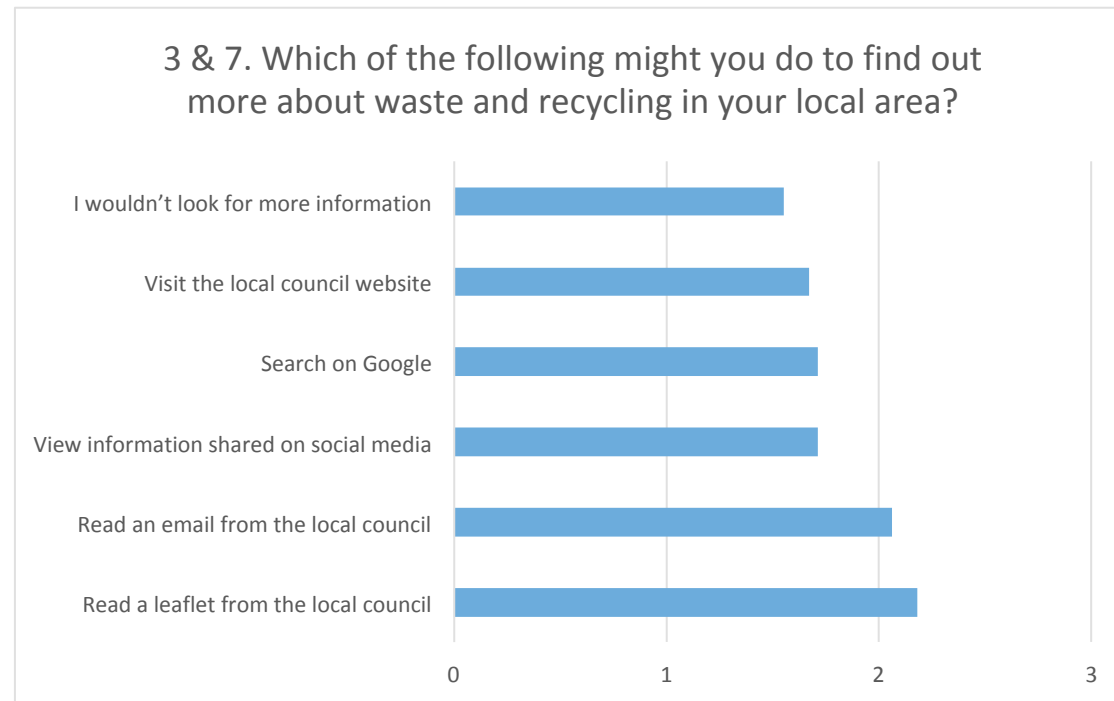 3 & 7. Which of the following might you do to find out
more about waste and recycling in your local area?
I wouldn’t look for more information
Visit the local council website
Search on Google
View information shared on social media
Read an email from the local council
Read a leaflet from the local council
0 1 2 3